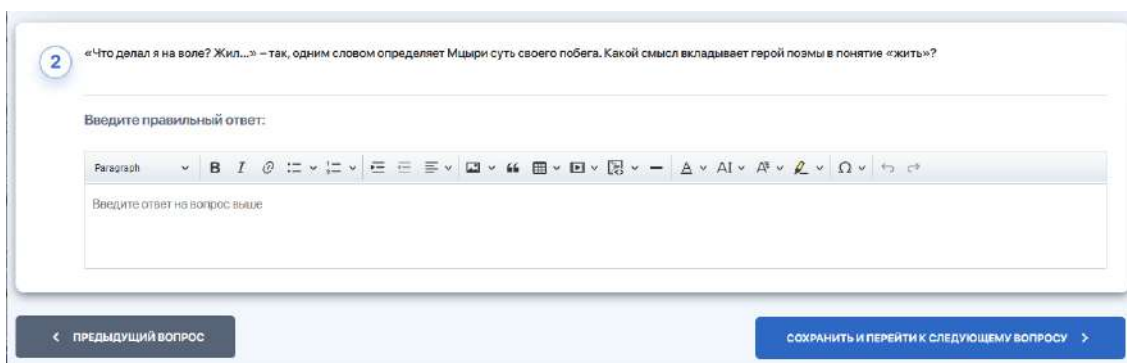 2
«Что делал я на воле? Жил...» – так, одним словом определяет Мцыри суть своего побега. Какой смысл вкладывает герой поэмы в понятие «жить»?
Введите правильный ответ:
Paragraph B I A AI A Ω
Введите ответ на вопрос выше
ПРЕДЫДУЩИЙ ВОПРОС
СОХРАНИТЬ И ПЕРЕЙТИ К СЛЕДУЮЩЕМУ ВОПРОСУ